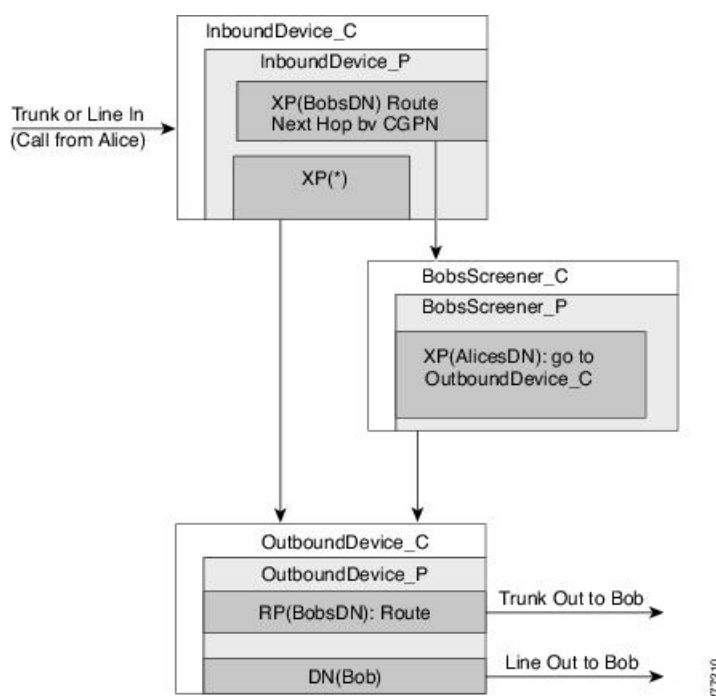 InboundDevice_C
InboundDevice_P
XP(BobsDN) Route
Next Hop bv CGPN
Trunk or Line In
(Call from Alice)
XP(*)
BobsScreener_C
BobsScreener_P
XP(AlicesDN): go to
OutboundDevice_C
OutboundDevice_C
OutboundDevice_P
RP(BobsDN): Route
Trunk Out to Bob
DN(Bob)
Line Out to Bob